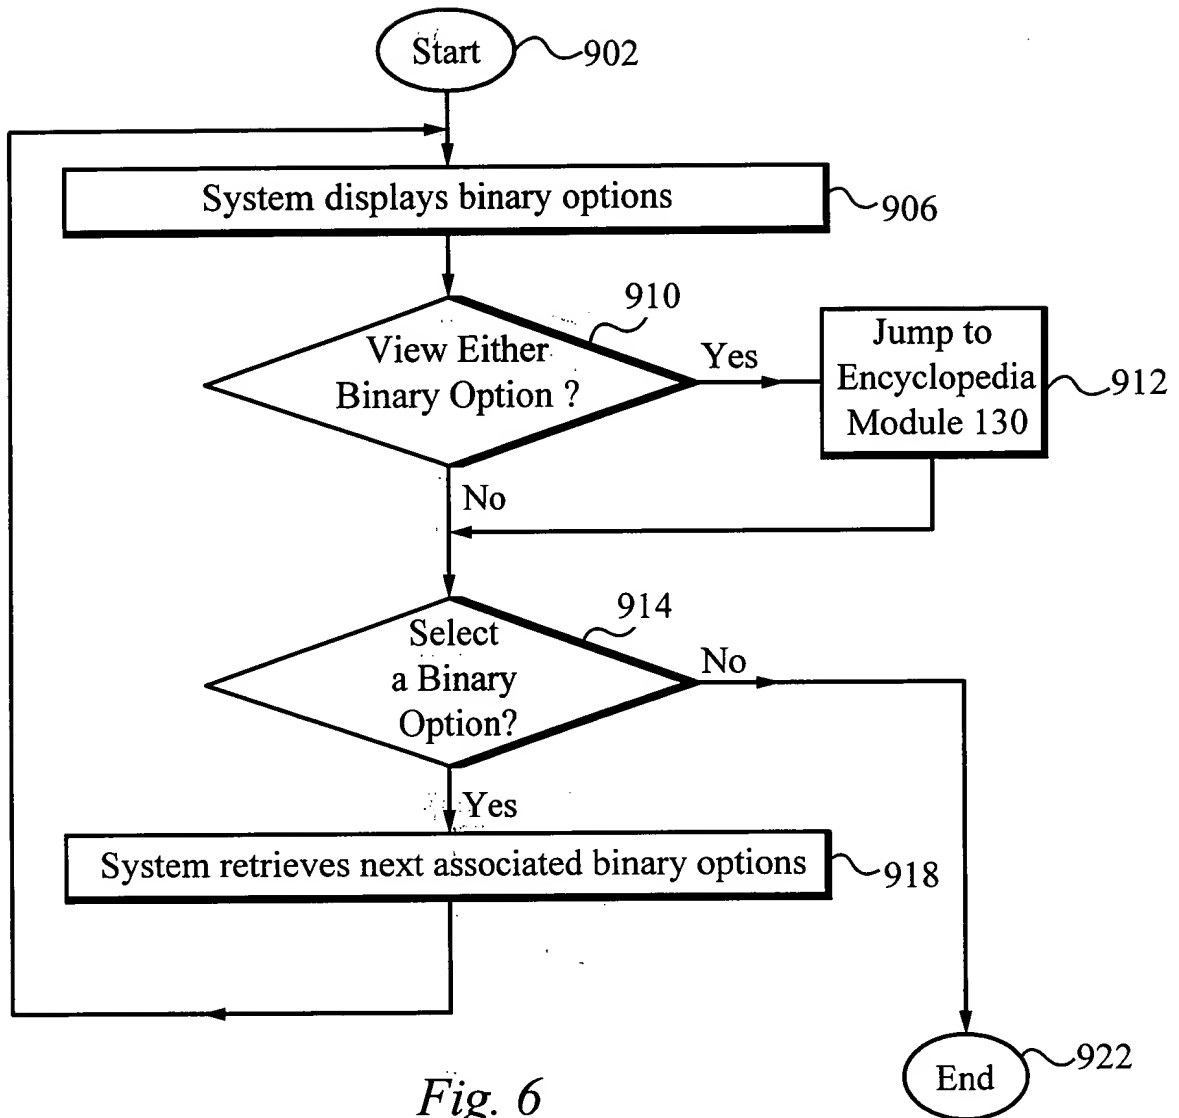 Start
902
System displays binary options
906
910
View Either
Binary Option ?
Yes
Jump to
Encyclopedia
Module 130
912
No
914
Select
a Binary
Option?
No
Yes
System retrieves next associated binary options
918
End
922
Fig. 6